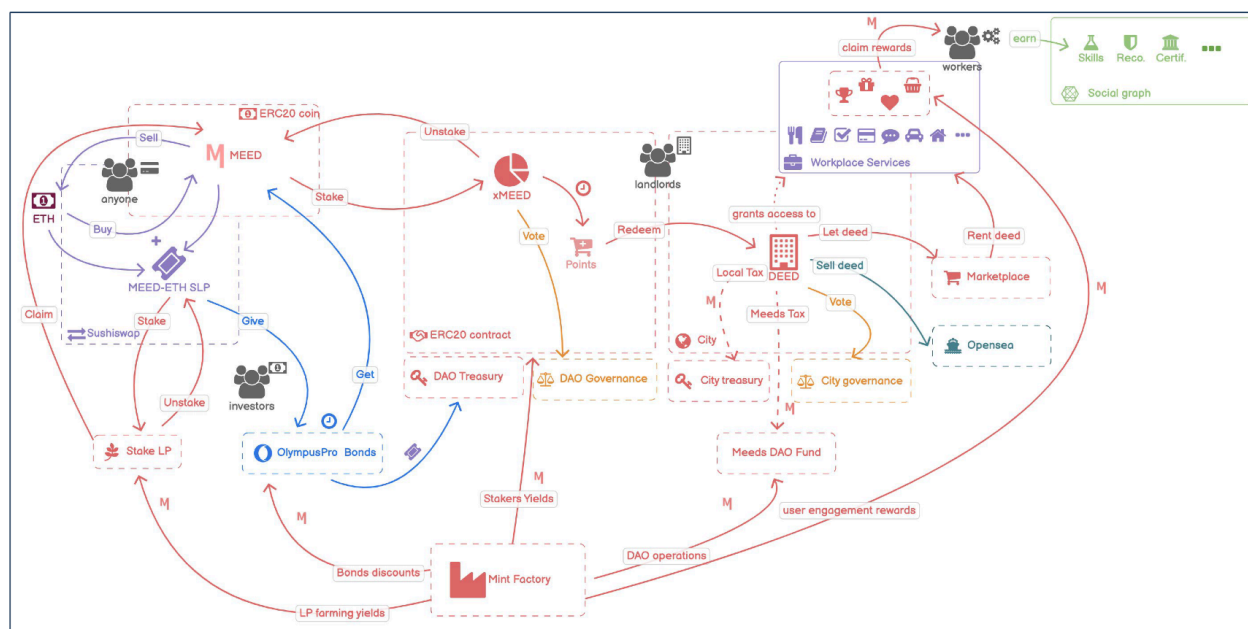 M
claim rewards
workers
earn
Skills
Reco.
Certif.
Social graph
ERC20 coin
Sell
M MEED
Unstake
Workplace Services
anyone
xMEED
landlords
ETH
Stake
grants access to
Buy
Vote
Redeem
Let deed
Rent deed
Points
MEED-ETH SLP
DEED
Sell deed
Local Tax
Marketplace
Claim
Stake
Give
M
Vote
M
Meeds Tax
Sushiswap
ERC20 contract
City
Opensea
Get
DAO Treasury
DAO Governance
City treasury
City governance
investors
Unstake
M
Stake LP
OlympusPro Bonds
Meeds DAO Fund
M
Stakers Yields
M
M
M
user engagement rewards
DAO operations
Bonds discounts
Mint Factory
LP farming yields